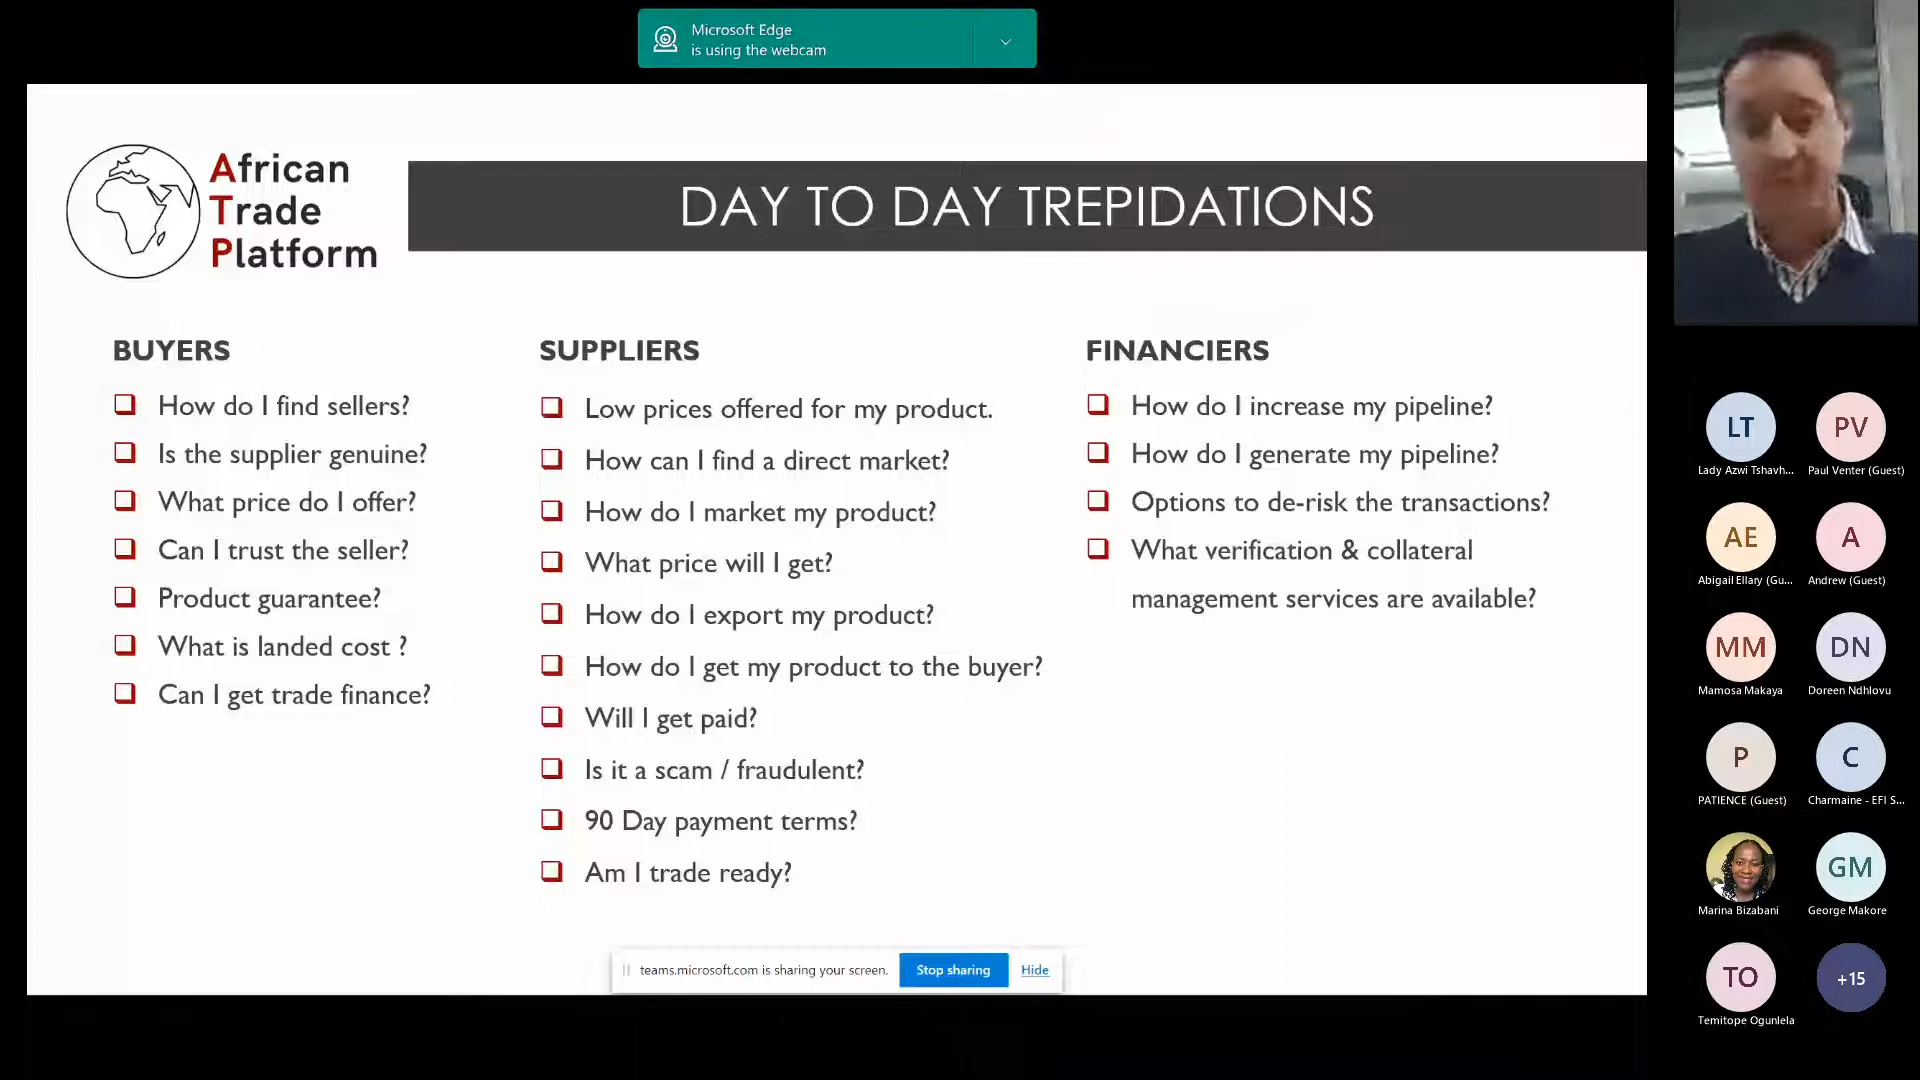 Microsoft Edge
is using the webcam
African
Trade
Platform
DAY TO DAY TREPIDATIONS
BUYERS
How do I find sellers?
Is the supplier genuine?
What price do I offer?
Can I trust the seller?
Product guarantee?
What is landed cost ?
Can I get trade finance?
SUPPLIERS
Low prices offered for my product.
How can I find a direct market?
How do I market my product?
What price will I get?
How do I export my product?
How do I get my product to the buyer?
Will I get paid?
Is it a scam / fraudulent?
90 Day payment terms?
Am I trade ready?
FINANCIERS
How do I increase my pipeline?
How do I generate my pipeline?
Options to de-risk the transactions?
What verification & collateral
management services are available?
teams.microsoft.com is sharing your screen.
Stop sharing
Hide
LT
Lady Azwi Tshavh...
PV
Paul Venter (Guest)
AE
Abigail Ellary (Gu...
A
Andrew (Guest)
MM
Mamosa Makaya
DN
Doreen Ndhlovu
P
PATIENCE (Guest)
C
Charmaine - EFI S...
Marina Bizabani
GM
George Makore
TO
Temitope Ogunlela
+15